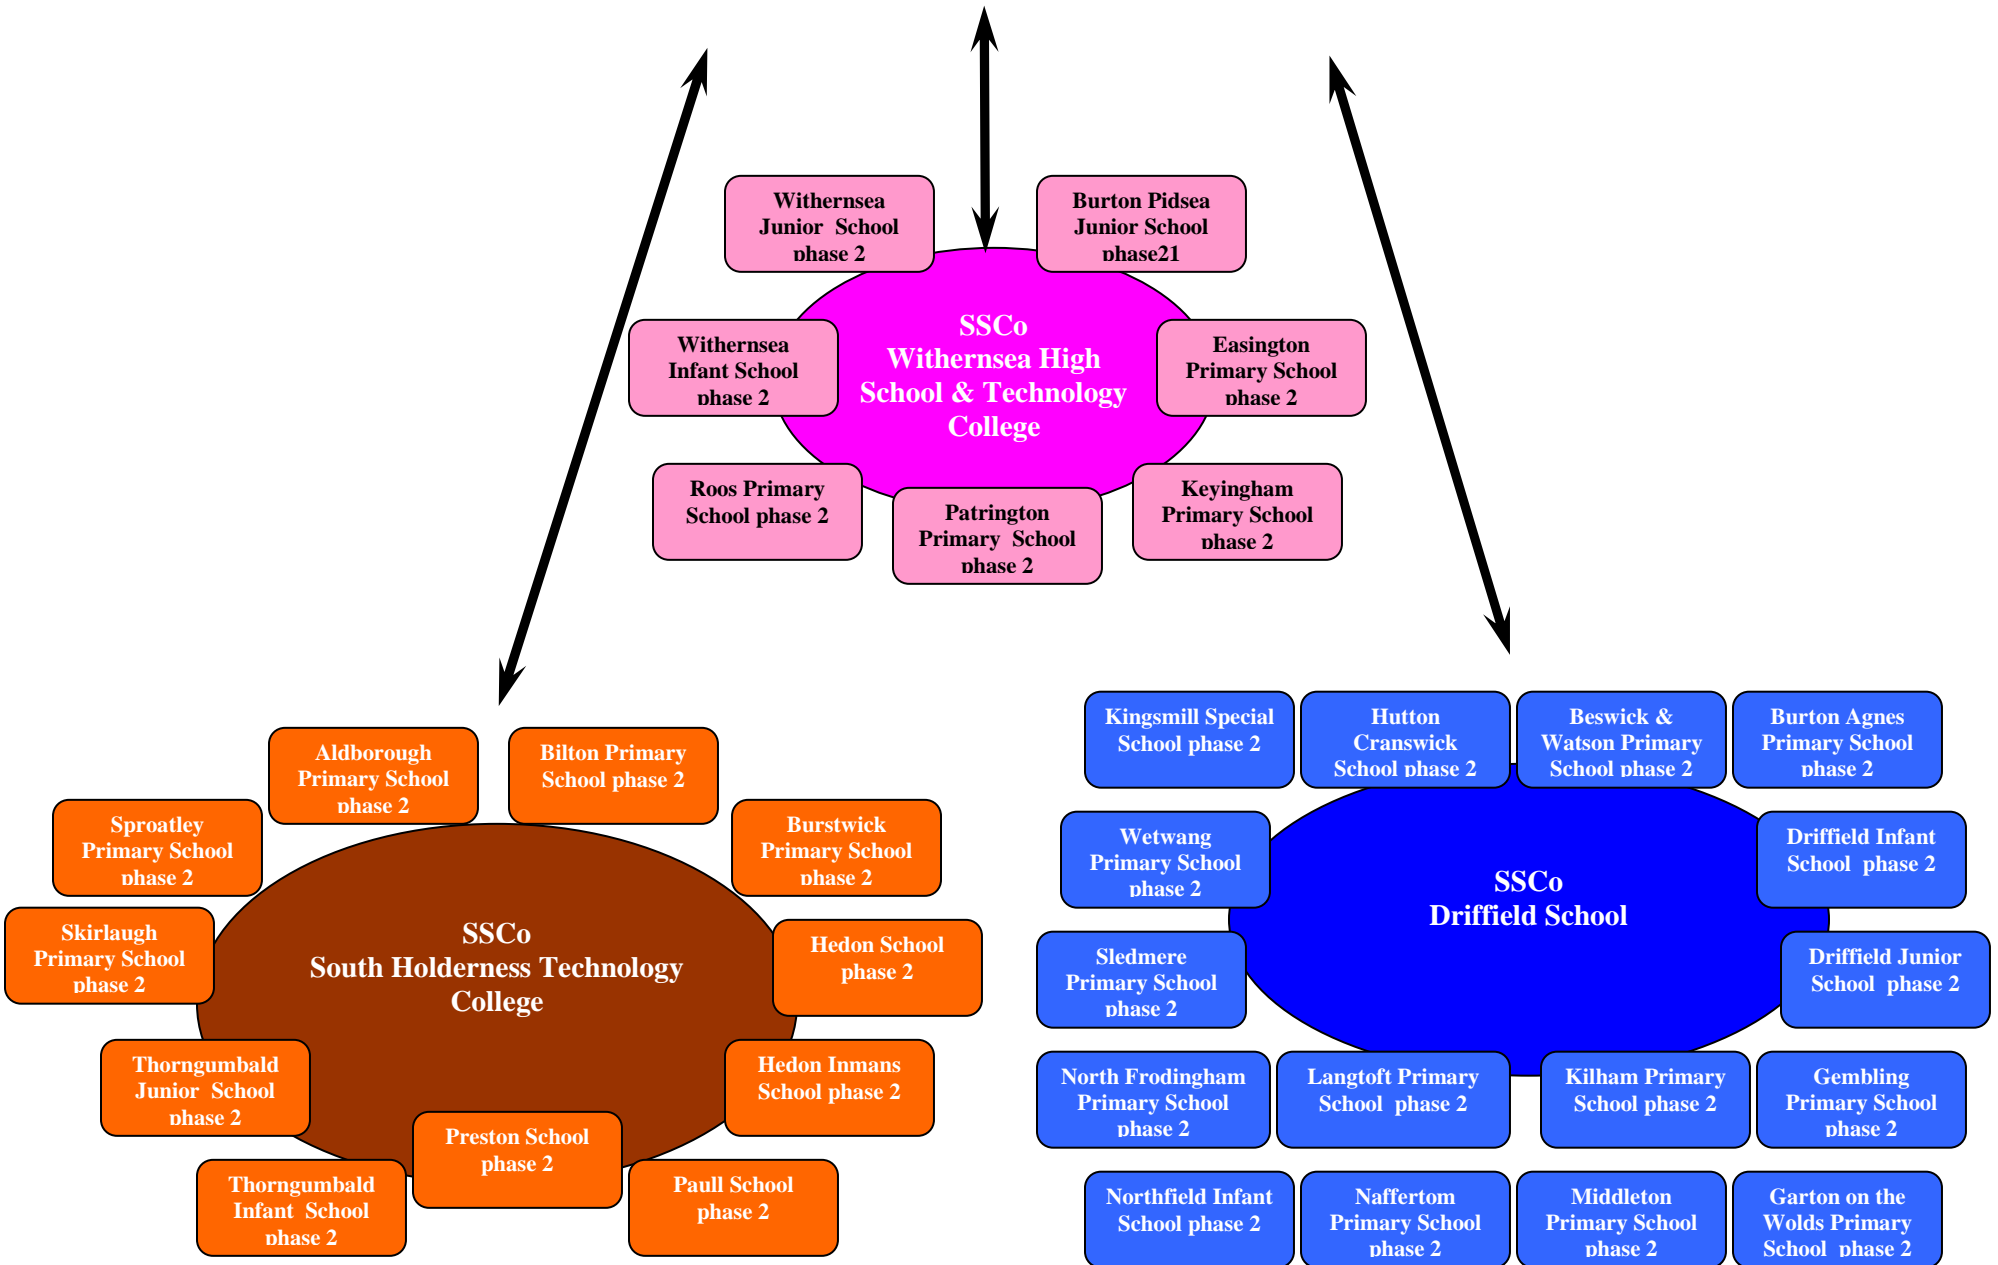 Withernsea
Junior School
phase 2
Burton Pidsea
Junior School
phase21
SSCo
Withernsea High
School & Technology
College
Withernsea
Infant School
phase 2
Easington
Primary School
phase 2
Roos Primary
School phase 2
Patrington
Primary School
phase 2
Keyingham
Primary School
phase 2
Aldborough
Primary School
phase 2
Bilton Primary
School phase 2
Sproatley
Primary School
phase 2
Burstwick
Primary School
phase 2
Skirlaugh
Primary School
phase 2
SSCo
South Holderness Technology
College
Hedon School
phase 2
Thorngumbald
Junior School
phase 2
Hedon Inmans
School phase 2
Preston School
phase 2
Thorngumbald
Infant School
phase 2
Paull School
phase 2
Kingsmill Special
School phase 2
Hutton
Cranswick
School phase 2
Beswick &
Watson Primary
School phase 2
Burton Agnes
Primary School
phase 2
Wetwang
Primary School
phase 2
Driffield Infant
School phase 2
SSCo
Driffield School
Sledmere
Primary School
phase 2
Driffield Junior
School phase 2
North Frodingham
Primary School
phase 2
Langtoft Primary
School phase 2
Kilham Primary
School phase 2
Gembling
Primary School
phase 2
Northfield Infant
School phase 2
Naffertom
Primary School
phase 2
Middleton
Primary School
phase 2
Garton on the
Wolds Primary
School phase 2